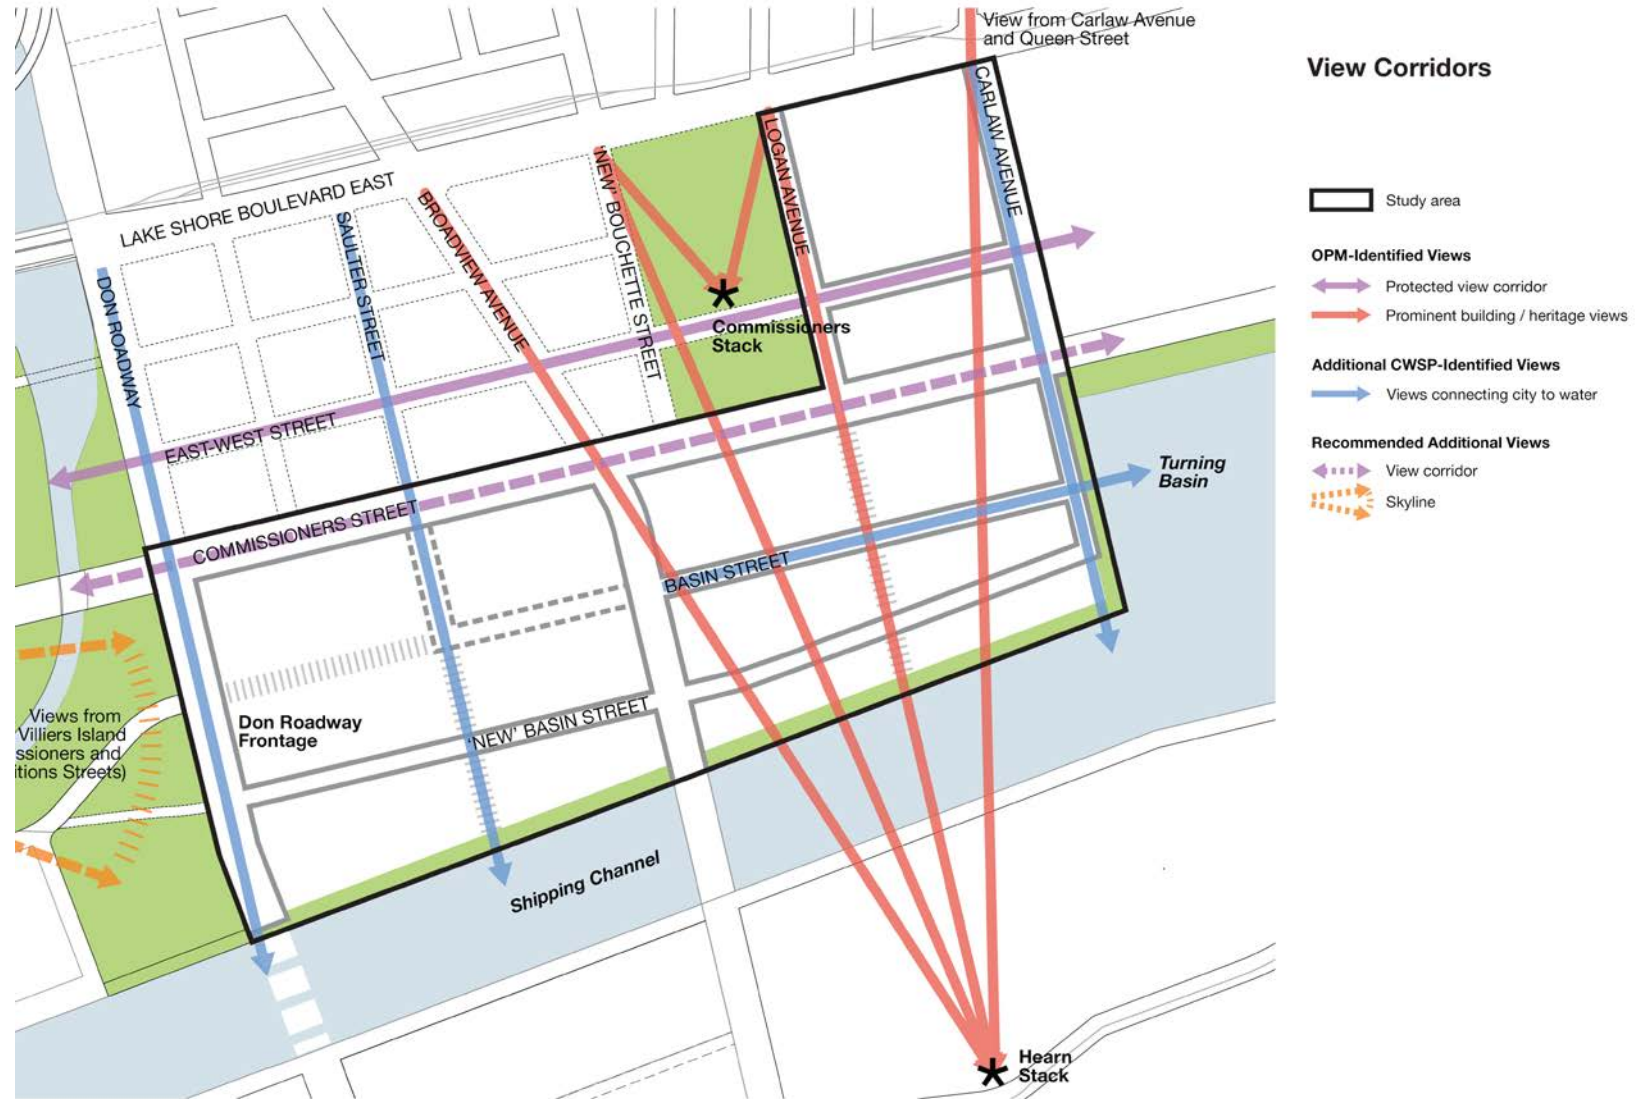 View from Carlaw Avenue
and Queen Street
View Corridors
CARLAW AVENUE
LOGAN AVENUE
'NEW' BOUCHETTE STREET
LAKE SHORE BOULEVARD EAST
BROADVIEW AVENUE
SAULTER STREET
DON ROADWAY
Study area
OPM-Identified Views
Protected view corridor
Prominent building / heritage views
Additional CWSP-Identified Views
Views connecting city to water
Recommended Additional Views
View corridor
Skyline
Commissioners
Stack
EAST-WEST STREET
COMMISSIONERS STREET
Turning
Basin
BASIN STREET
Views from
Villiers Island
ssioners and
itions Streets)
Don Roadway
Frontage
'NEW' BASIN STREET
Shipping Channel
Hearn
Stack